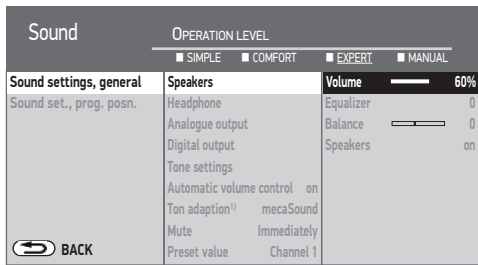 Sound
OPERATION LEVEL
SIMPLE COMFORT EXPERT MANUAL
Sound settings, general
Sound set., prog. posn.
BACK
Speakers
Headphone
Analogue output
Digital output
Tone settings
Automatic volume control on
Ton adaption1) mecaSound
Mute Immediately
Preset value Channel 1
Volume 60%
Equalizer 0
Balance 0
Speakers on